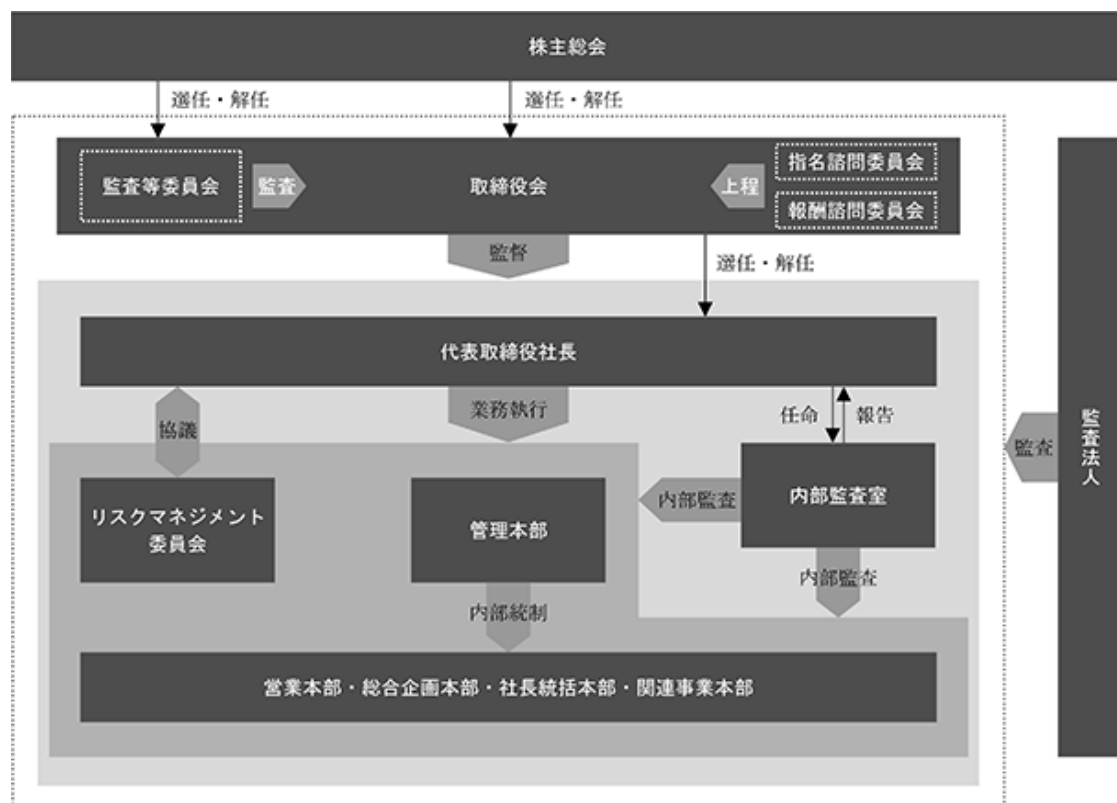 株主総会
選任・解任
選任・解任
監査等委員会
監査
取締役会
上程
指名諮問委員会
報酬諮問委員会
監督
選任・解任
代表取締役社長
協議
業務執行
任命
報告
監査
監査法人
リスクマネジメント
委員会
管理本部
内部監査
内部監査室
内部監査
内部統制
営業本部・総合企画本部・社長統括本部・関連事業本部